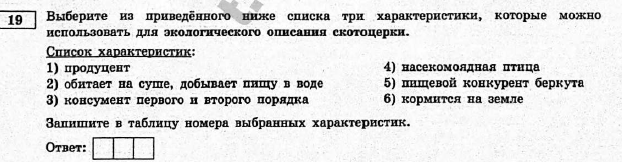 19
Выберите из приведённого ниже списка три характеристики, которые можно
использовать для экологического описания скотоцерки.
Список характеристик:
1) продуцент
2) обитает на суше, добывает пищу в воде
3) консумент первого и второго порядка
4) насекомоядная птица
5) пищевой конкурент беркута
6) кормится на земле
Запишите в таблицу номера выбранных характеристик.
Ответ: